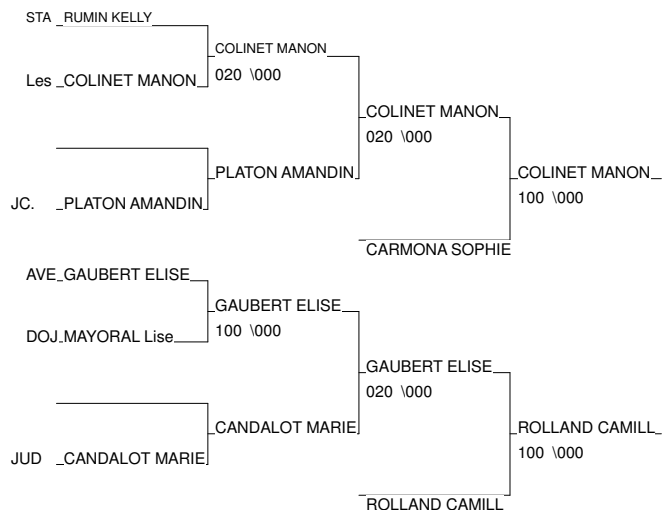 STA RUMIN KELLY
COLINET MANON
020 \000
Les COLINET MANON
COLINET MANON
020 \000
PLATON AMANDIN
COLINET MANON
100 \000
JC. PLATON AMANDIN
CARMONA SOPHIE
AVE GAUBERT ELISE
GAUBERT ELISE
100 \000
DOJ MAYORAL Lise
GAUBERT ELISE
020 \000
CANDALOT MARIE
ROLLAND CAMILL
100 \000
JUD CANDALOT MARIE
ROLLAND CAMILL